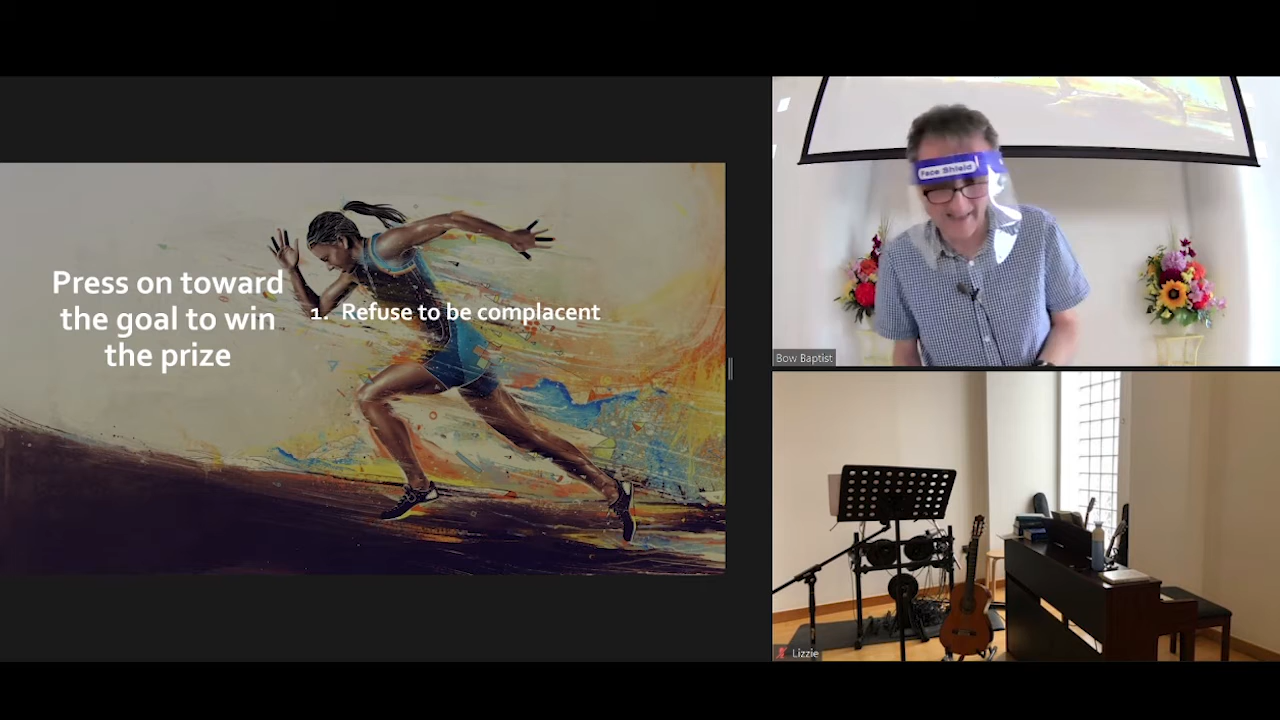 Press on toward
the goal to win
the prize
1. Refuse to be complacent
Face Shield
Bow Baptist
Lizzie